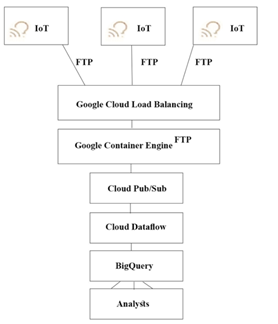 IoT IoT IoT
FTP FTP FTP
Google Cloud Load Balancing
Google Container Engine FTP
Cloud Pub/Sub
Cloud Dataflow
BigQuery
Analysts